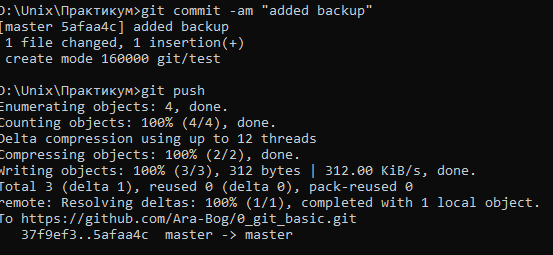 D:\Unix\Практикум>git commit -am "added backup"
[master 5afaa4c] added backup
1 file changed, 1 insertion(+)
create mode 160000 git/test
D:\Unix\Практикум>git push
Enumerating objects: 4, done.
Counting objects: 100% (4/4), done.
Delta compression using up to 12 threads
Compressing objects: 100% (2/2), done.
Writing objects: 100% (3/3), 312 bytes | 312.00 KiB/s, done.
Total 3 (delta 1), reused 0 (delta 0), pack-reused 0
remote: Resolving deltas: 100% (1/1), completed with 1 local object.
To https://github.com/Ara-Bog/0_git_basic.git
37f9ef3..5afaa4c  master -> master